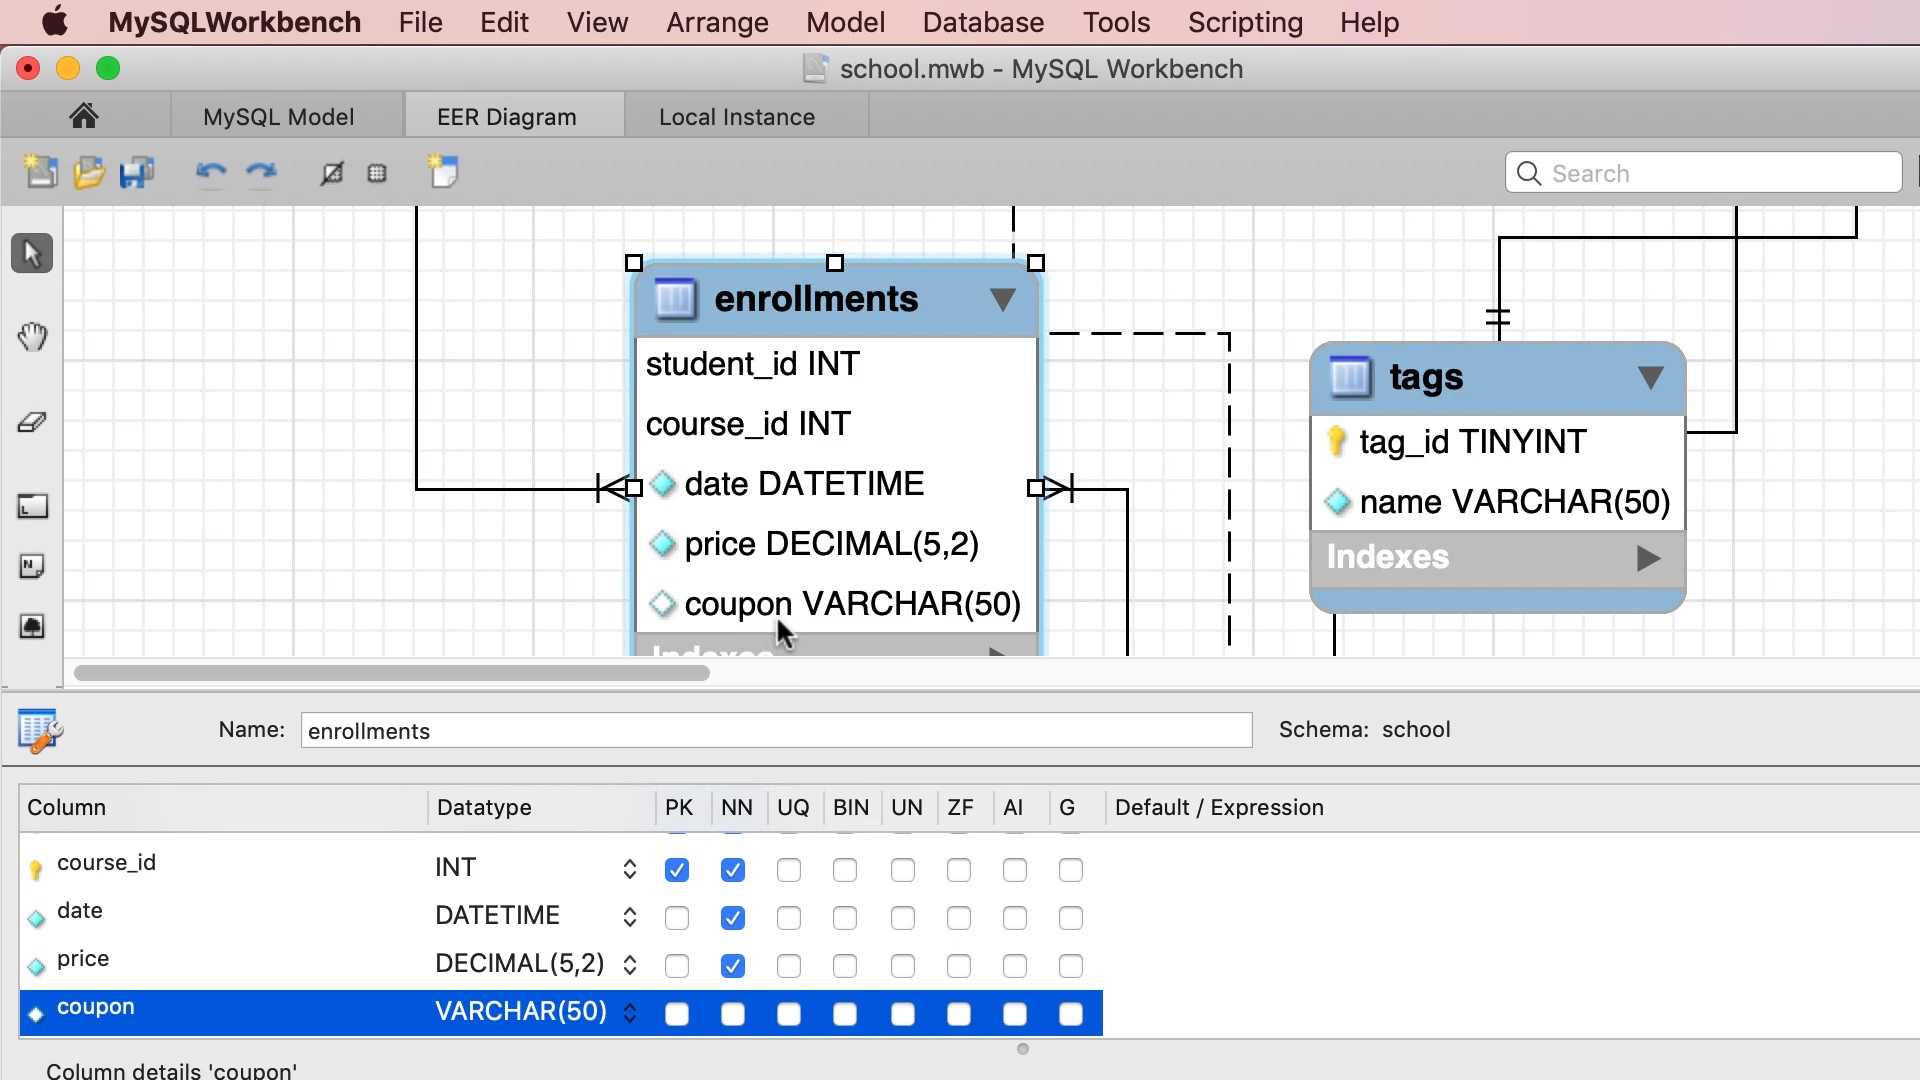 MySQLWorkbench File Edit View Arrange Model Database Tools Scripting Help
school.mwb - MySQL Workbench
MySQL Model EER Diagram Local Instance
Search
enrollments
student_id INT
course_id INT
date DATETIME
price DECIMAL(5,2)
coupon VARCHAR(50)
Indexes
tags
tag_id TINYINT
name VARCHAR(50)
Indexes
Name: enrollments Schema: school
Column Datatype PK NN UQ BIN UN ZF AI G Default / Expression
course_id INT
date DATETIME
price DECIMAL(5,2)
coupon VARCHAR(50)
Column details 'coupon'